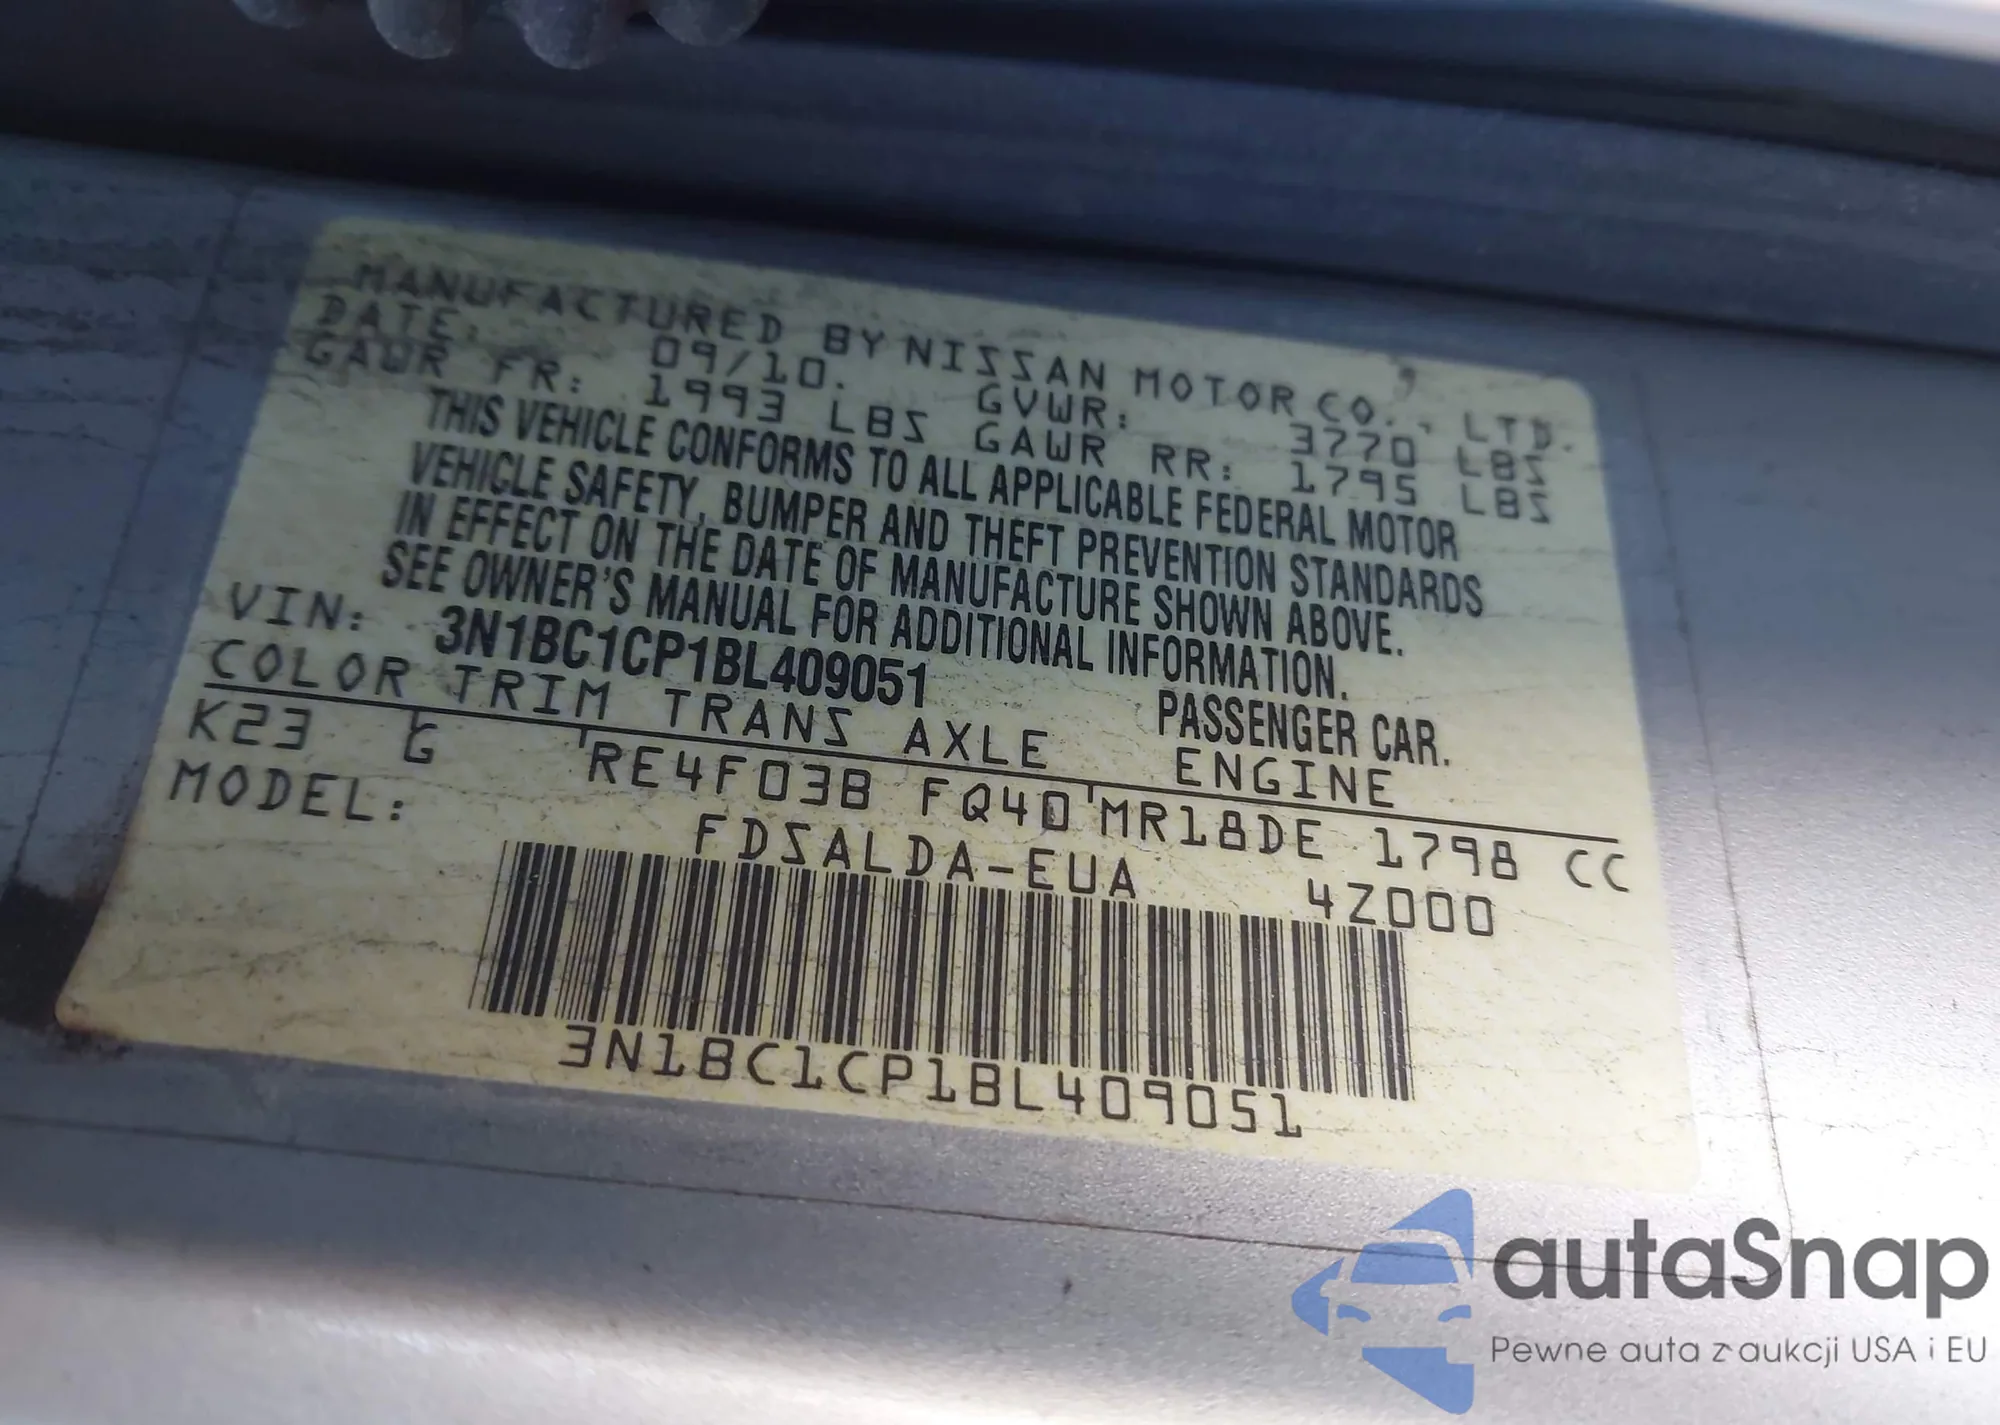 MANUFACTURED BY NISSAN MOTOR CO., LTD.
DATE: 09/10. GVWR: 3770 LBS
GAWR FR: 1993 LBS GAWR RR: 1795 LBS
THIS VEHICLE CONFORMS TO ALL APPLICABLE FEDERAL MOTOR
VEHICLE SAFETY, BUMPER AND THEFT PREVENTION STANDARDS
IN EFFECT ON THE DATE OF MANUFACTURE SHOWN ABOVE.
SEE OWNER'S MANUAL FOR ADDITIONAL INFORMATION.
VIN: 3N1BC1CP1BL409051 PASSENGER CAR.
COLOR TRIM TRANS AXLE ENGINE
K23 G RE4F03B FQ40 MR18DE 1798 CC
MODEL: FDSALDA-EUA 4Z000
3N1BC1CP1BL409051
autaSnap
Pewne auta z aukcji USA i EU